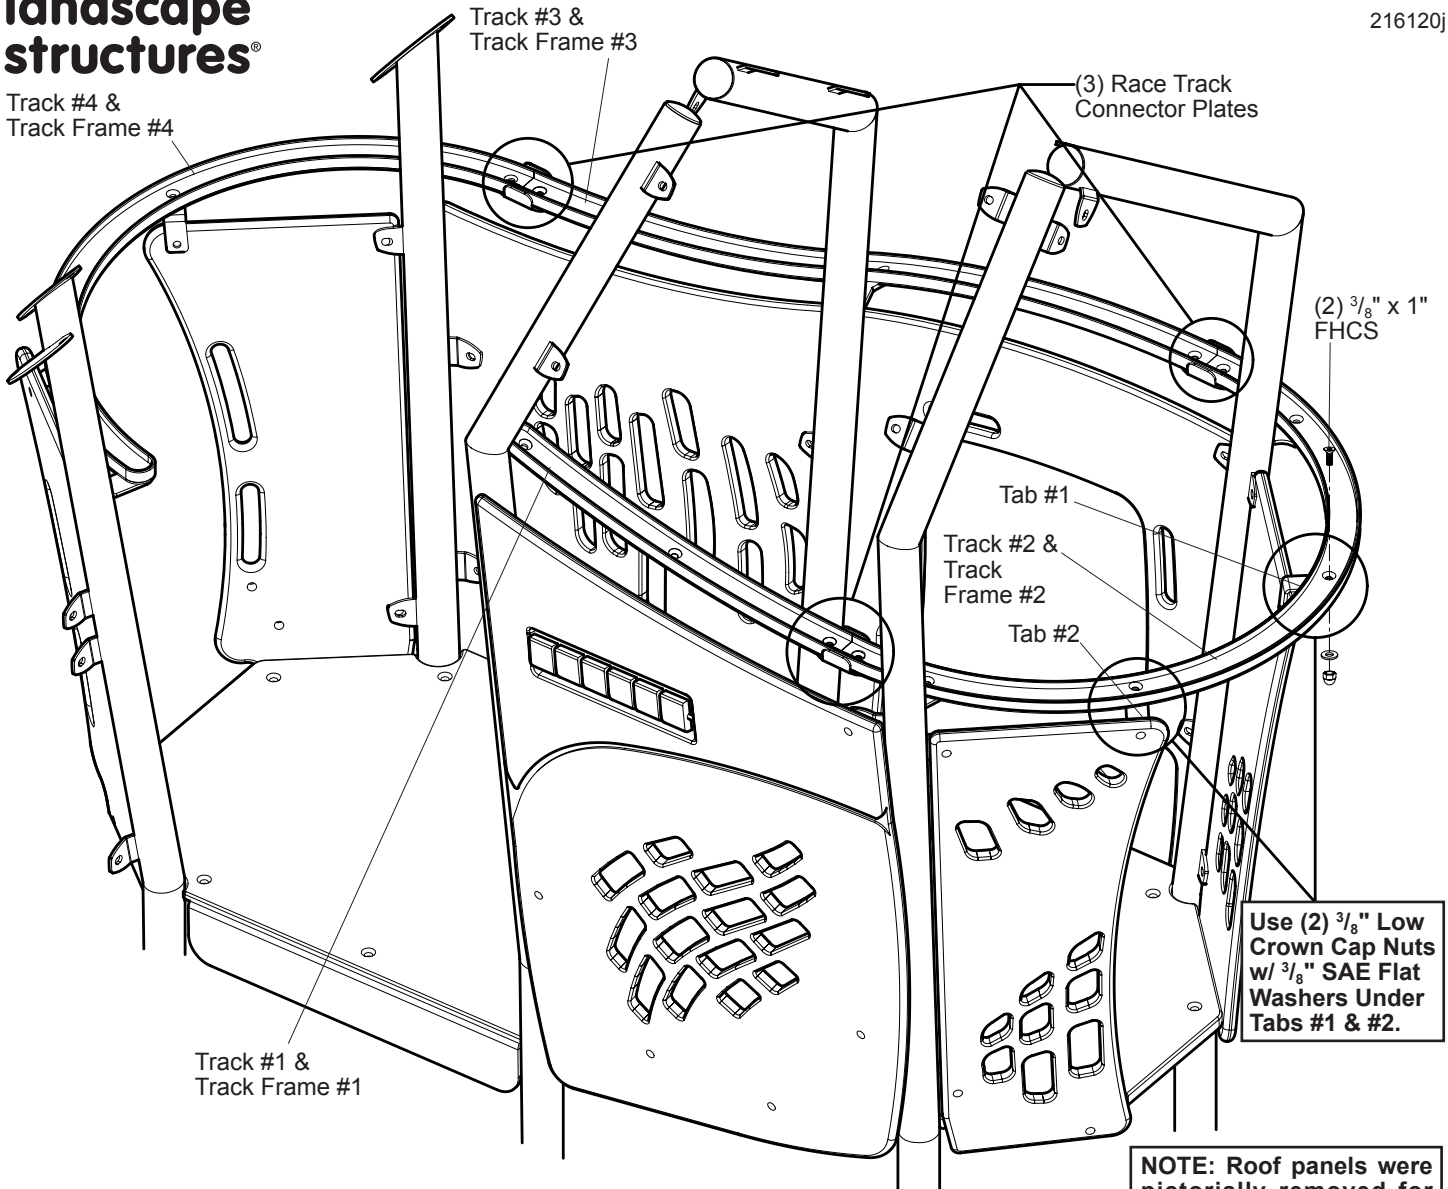 landscape
structures®
216120j
Track #3 &
Track Frame #3
(3) Race Track
Connector Plates
Track #4 &
Track Frame #4
(2) 3/8" x 1"
FHCS
Tab #1
Track #2 &
Track
Frame #2
Tab #2
Use (2) 3/8" Low
Crown Cap Nuts
w/ 3/8" SAE Flat
Washers Under
Tabs #1 & #2.
Track #1 &
Track Frame #1
NOTE: Roof panels were
pictorially removed for